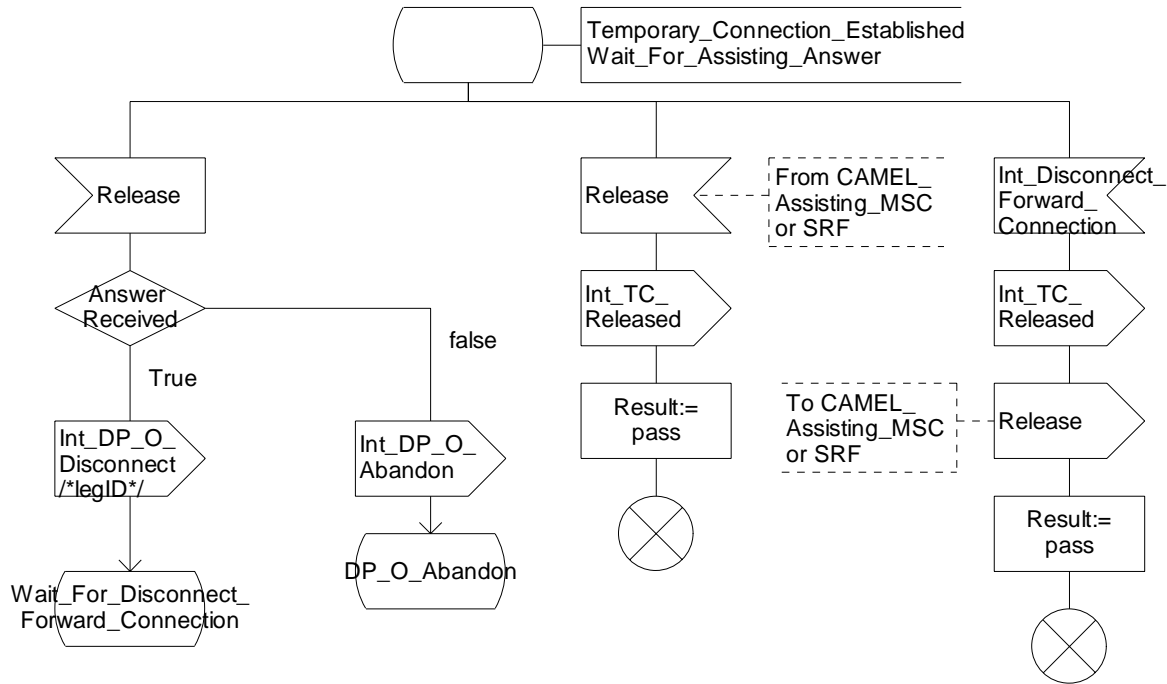 Temporary_Connection_Established
Wait_For_Assisting_Answer
Release
Release
From CAMEL_
Assisting_MSC
or SRF
Int_Disconnect_
Forward_
Connection
Answer
Received
false
True
Int_TC_
Released
Int_TC_
Released
Int_DP_O_
Disconnect
/*legID*/
Int_DP_O_
Abandon
Result:=
pass
To CAMEL_
Assisting_MSC
or SRF
Release
Wait_For_Disconnect_
Forward_Connection
DP_O_Abandon
Result:=
pass